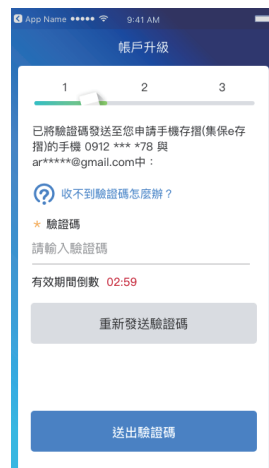 App Name 9:41 AM
帳戶升級
1 2 3
已將驗證碼發送至您申請手機存摺(集保e存
摺)的手機 0912 *** *78 與
ar*****@gmail.com中：
? 收不到驗證碼怎麼辦？
* 驗證碼
請輸入驗證碼
有效期間倒數 02:59
重新發送驗證碼
送出驗證碼